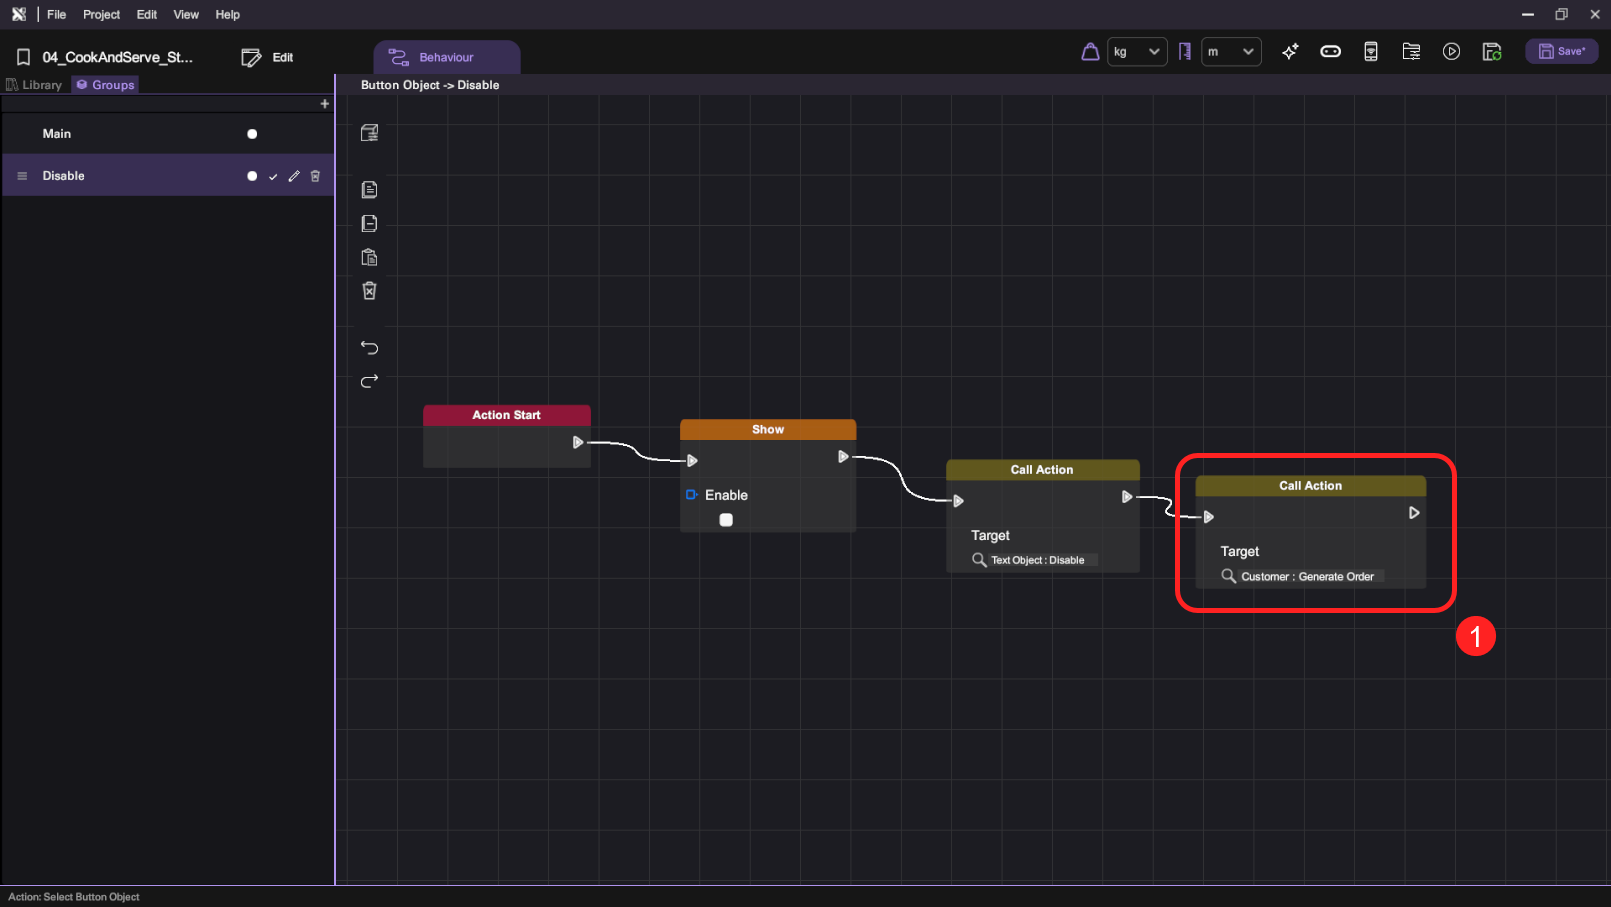 File Project Edit View Help
04_CookAndServe_St... Edit Behaviour kg m Save*
Library Groups
Button Object -> Disable
+
Main
Disable
Action Start
Show
Enable
Call Action
Target
Text Object : Disable
Call Action
Target
Customer : Generate Order
1
Action: Select Button Object